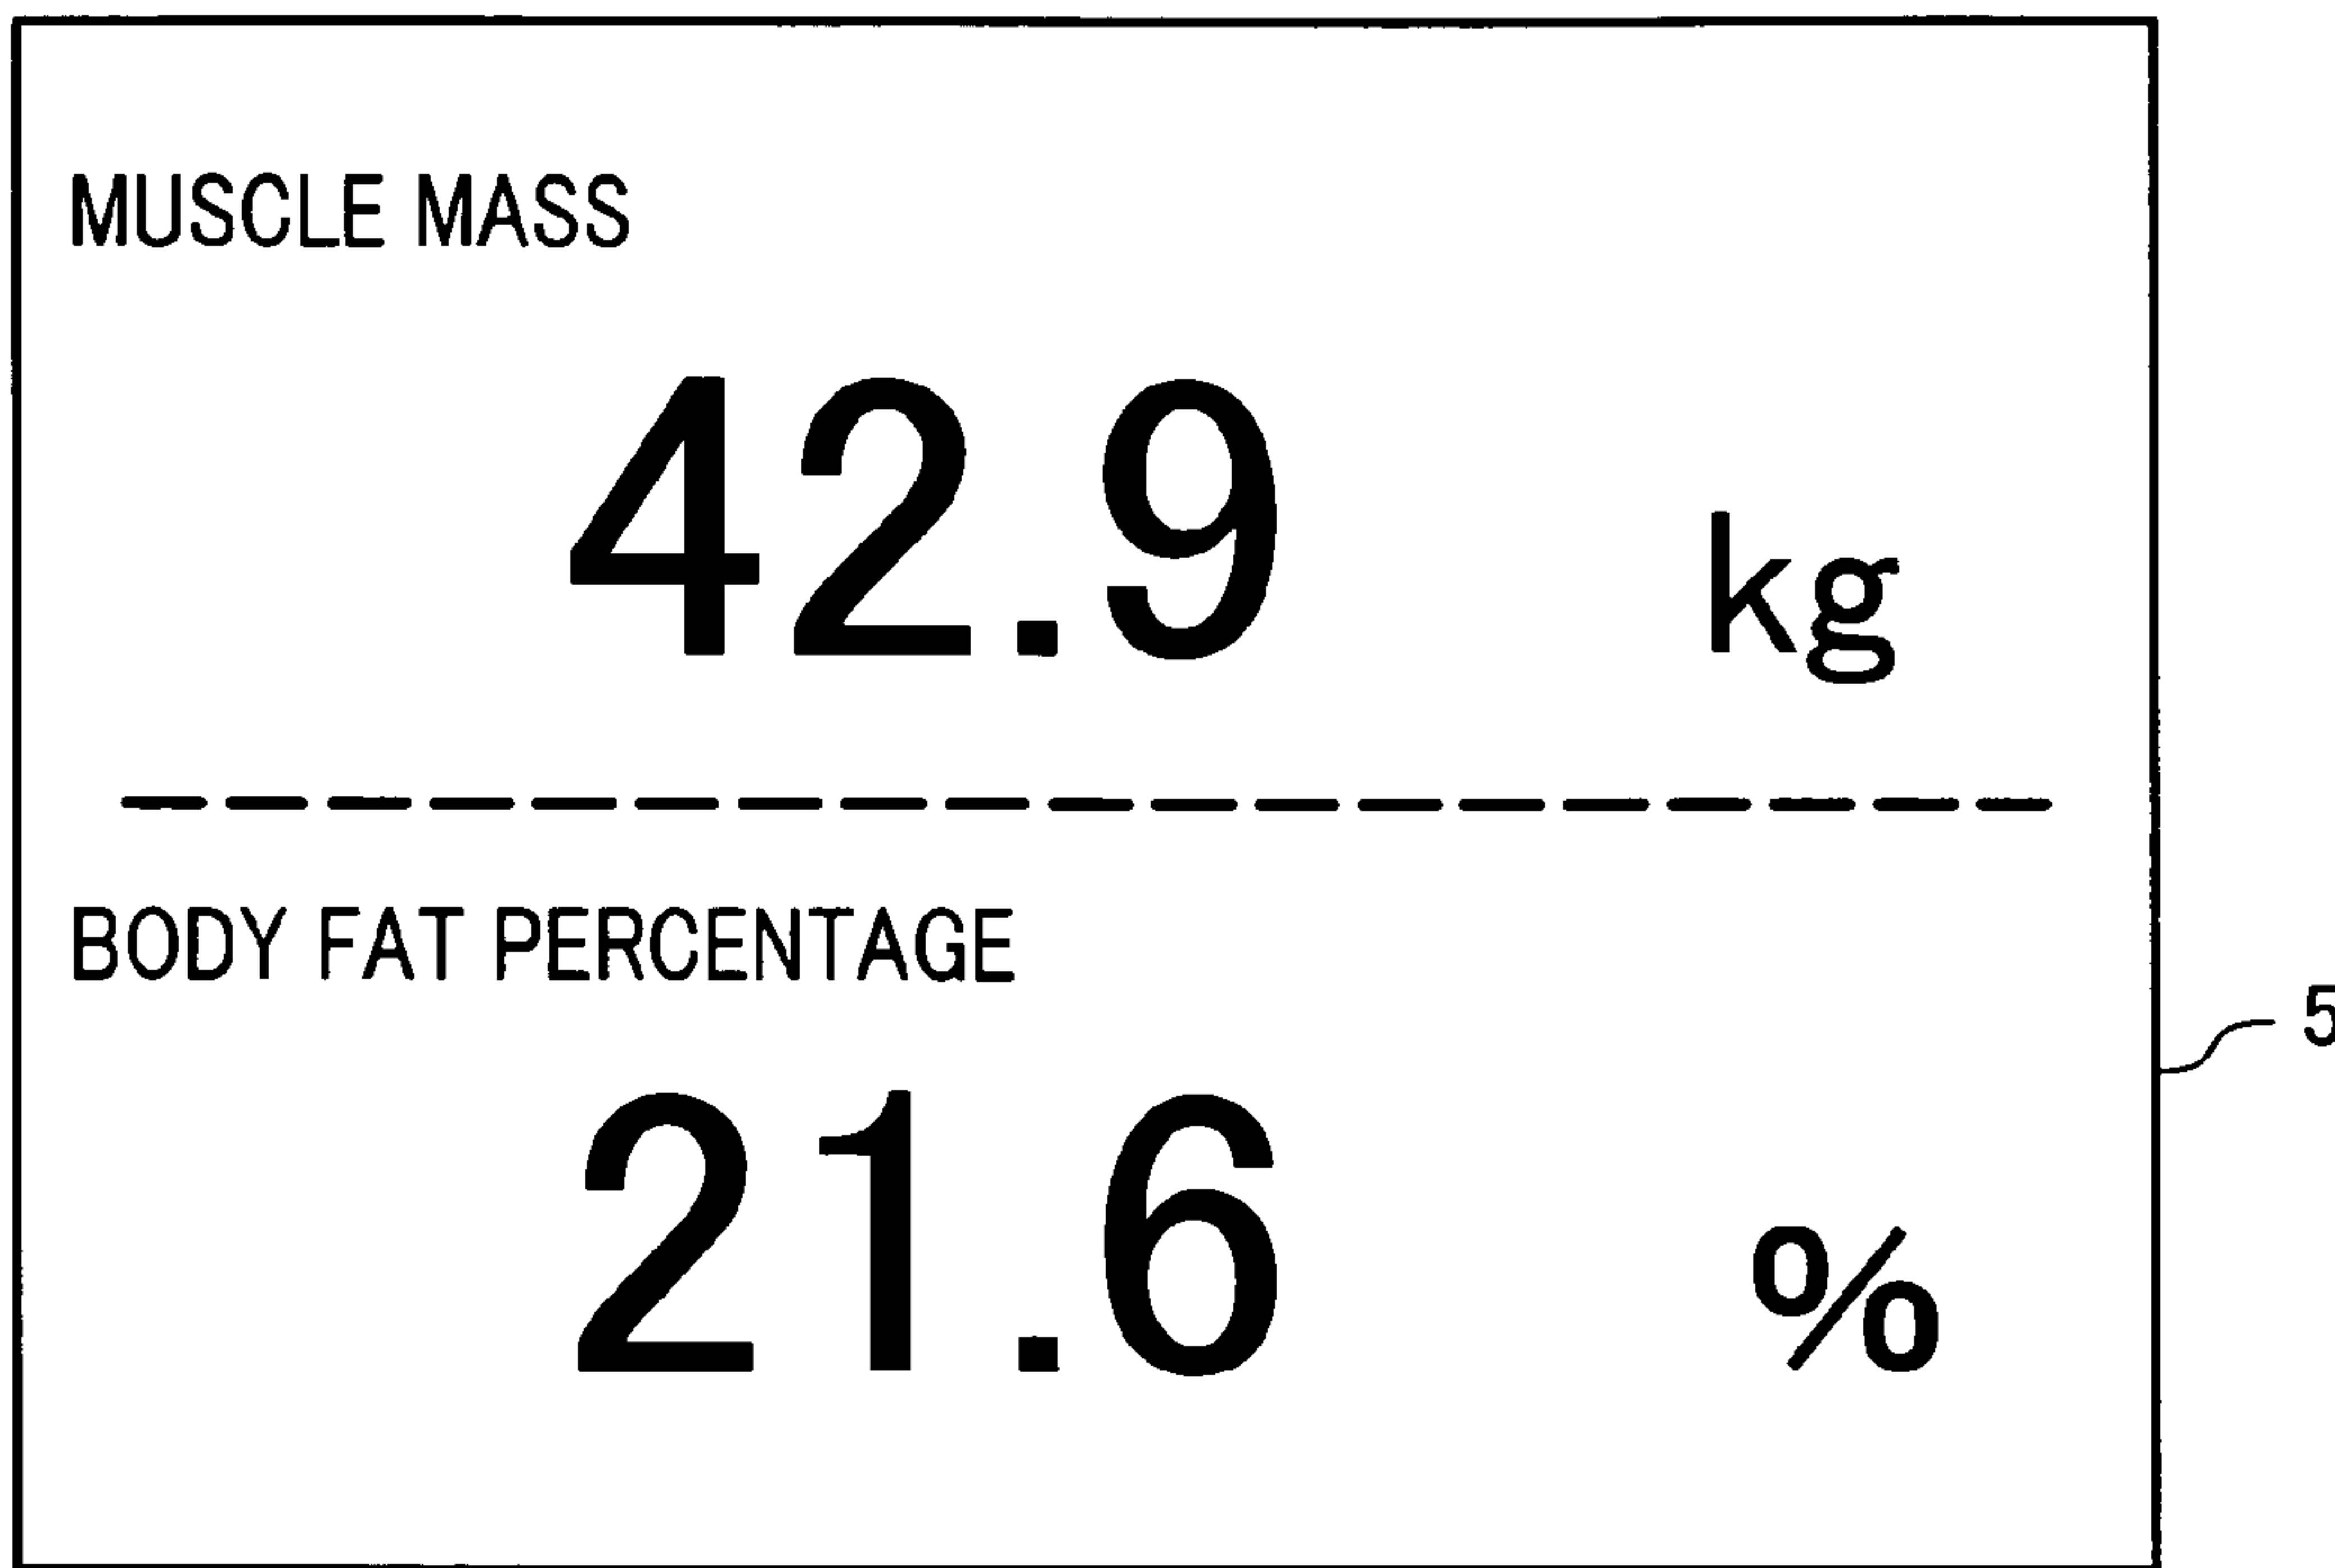 MUSCLE MASS
42.9 kg
BODY FAT PERCENTAGE
5
21.6 %